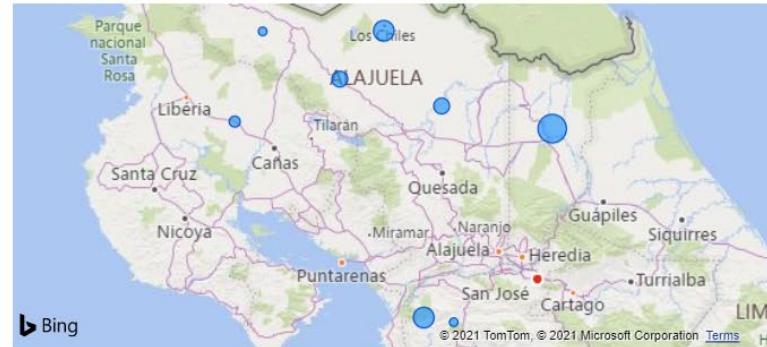 Parque
nacional
Santa
Rosa
Los Chiles
ALAJUELA
Liberia
Tilarán
Cañas
Santa Cruz
Quesada
Guápiles
Nicoya
Siquirres
Miramar
Naranjo
Alajuela
Heredia
Puntarenas
Turrialba
San José
Cartago
LIM
Bing
© 2021 TomTom, © 2021 Microsoft Corporation Terms